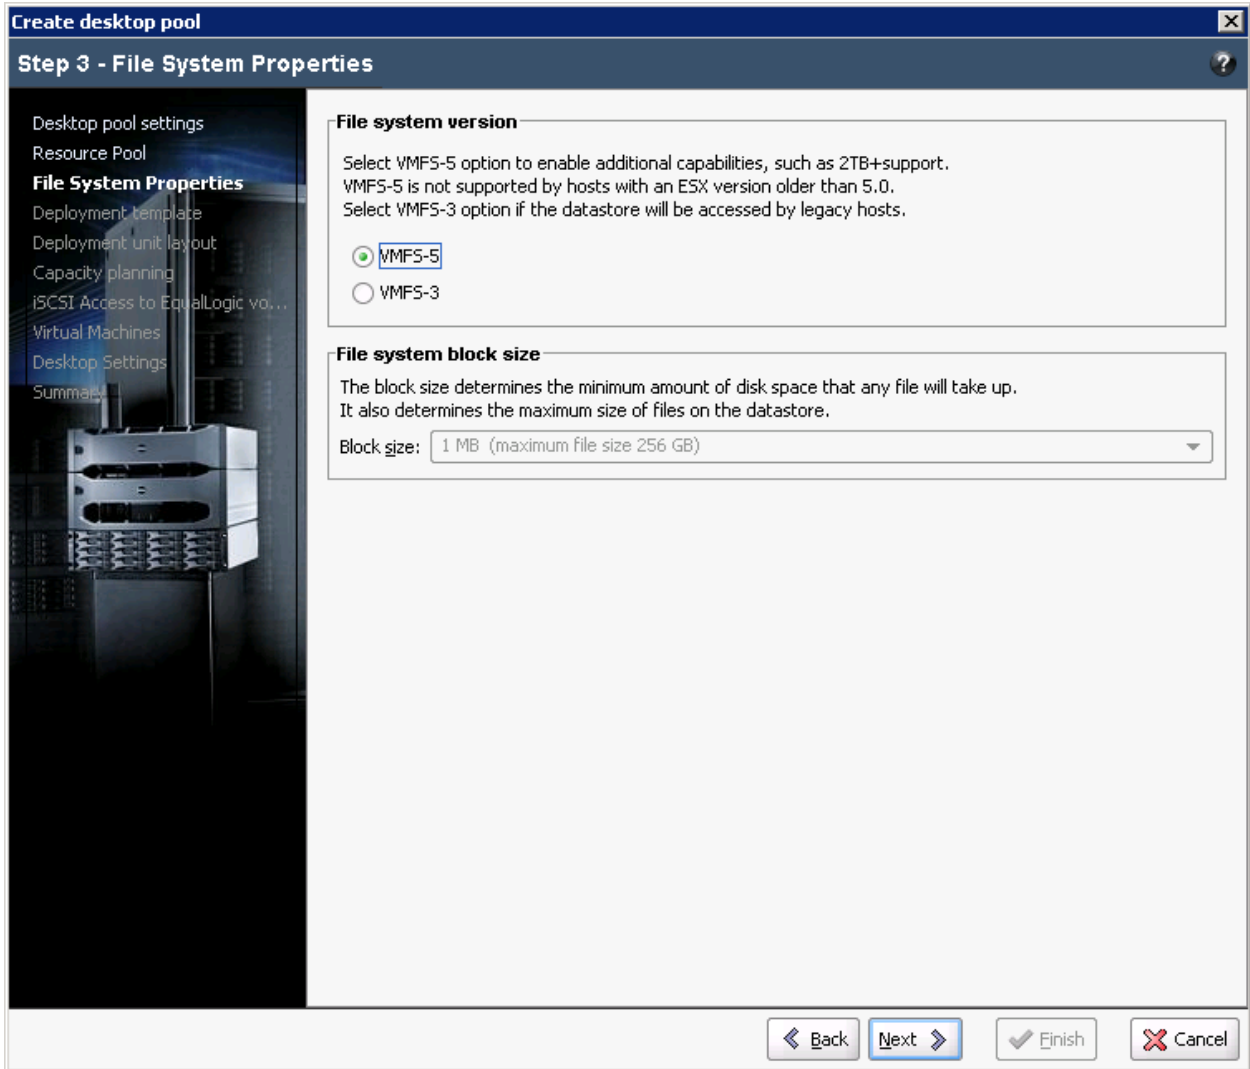 Create desktop pool
Step 3 - File System Properties
?
Desktop pool settings
Resource Pool
File System Properties
Deployment template
Deployment unit layout
Capacity planning
iSCSI Access to EqualLogic vo...
Virtual Machines
Desktop Settings
Summary
File system version
Select VMFS-5 option to enable additional capabilities, such as 2TB+support.
VMFS-5 is not supported by hosts with an ESX version older than 5.0.
Select VMFS-3 option if the datastore will be accessed by legacy hosts.
VMFS-5
VMFS-3
File system block size
The block size determines the minimum amount of disk space that any file will take up.
It also determines the maximum size of files on the datastore.
Block size: 1 MB (maximum file size 256 GB)
Back Next Finish Cancel